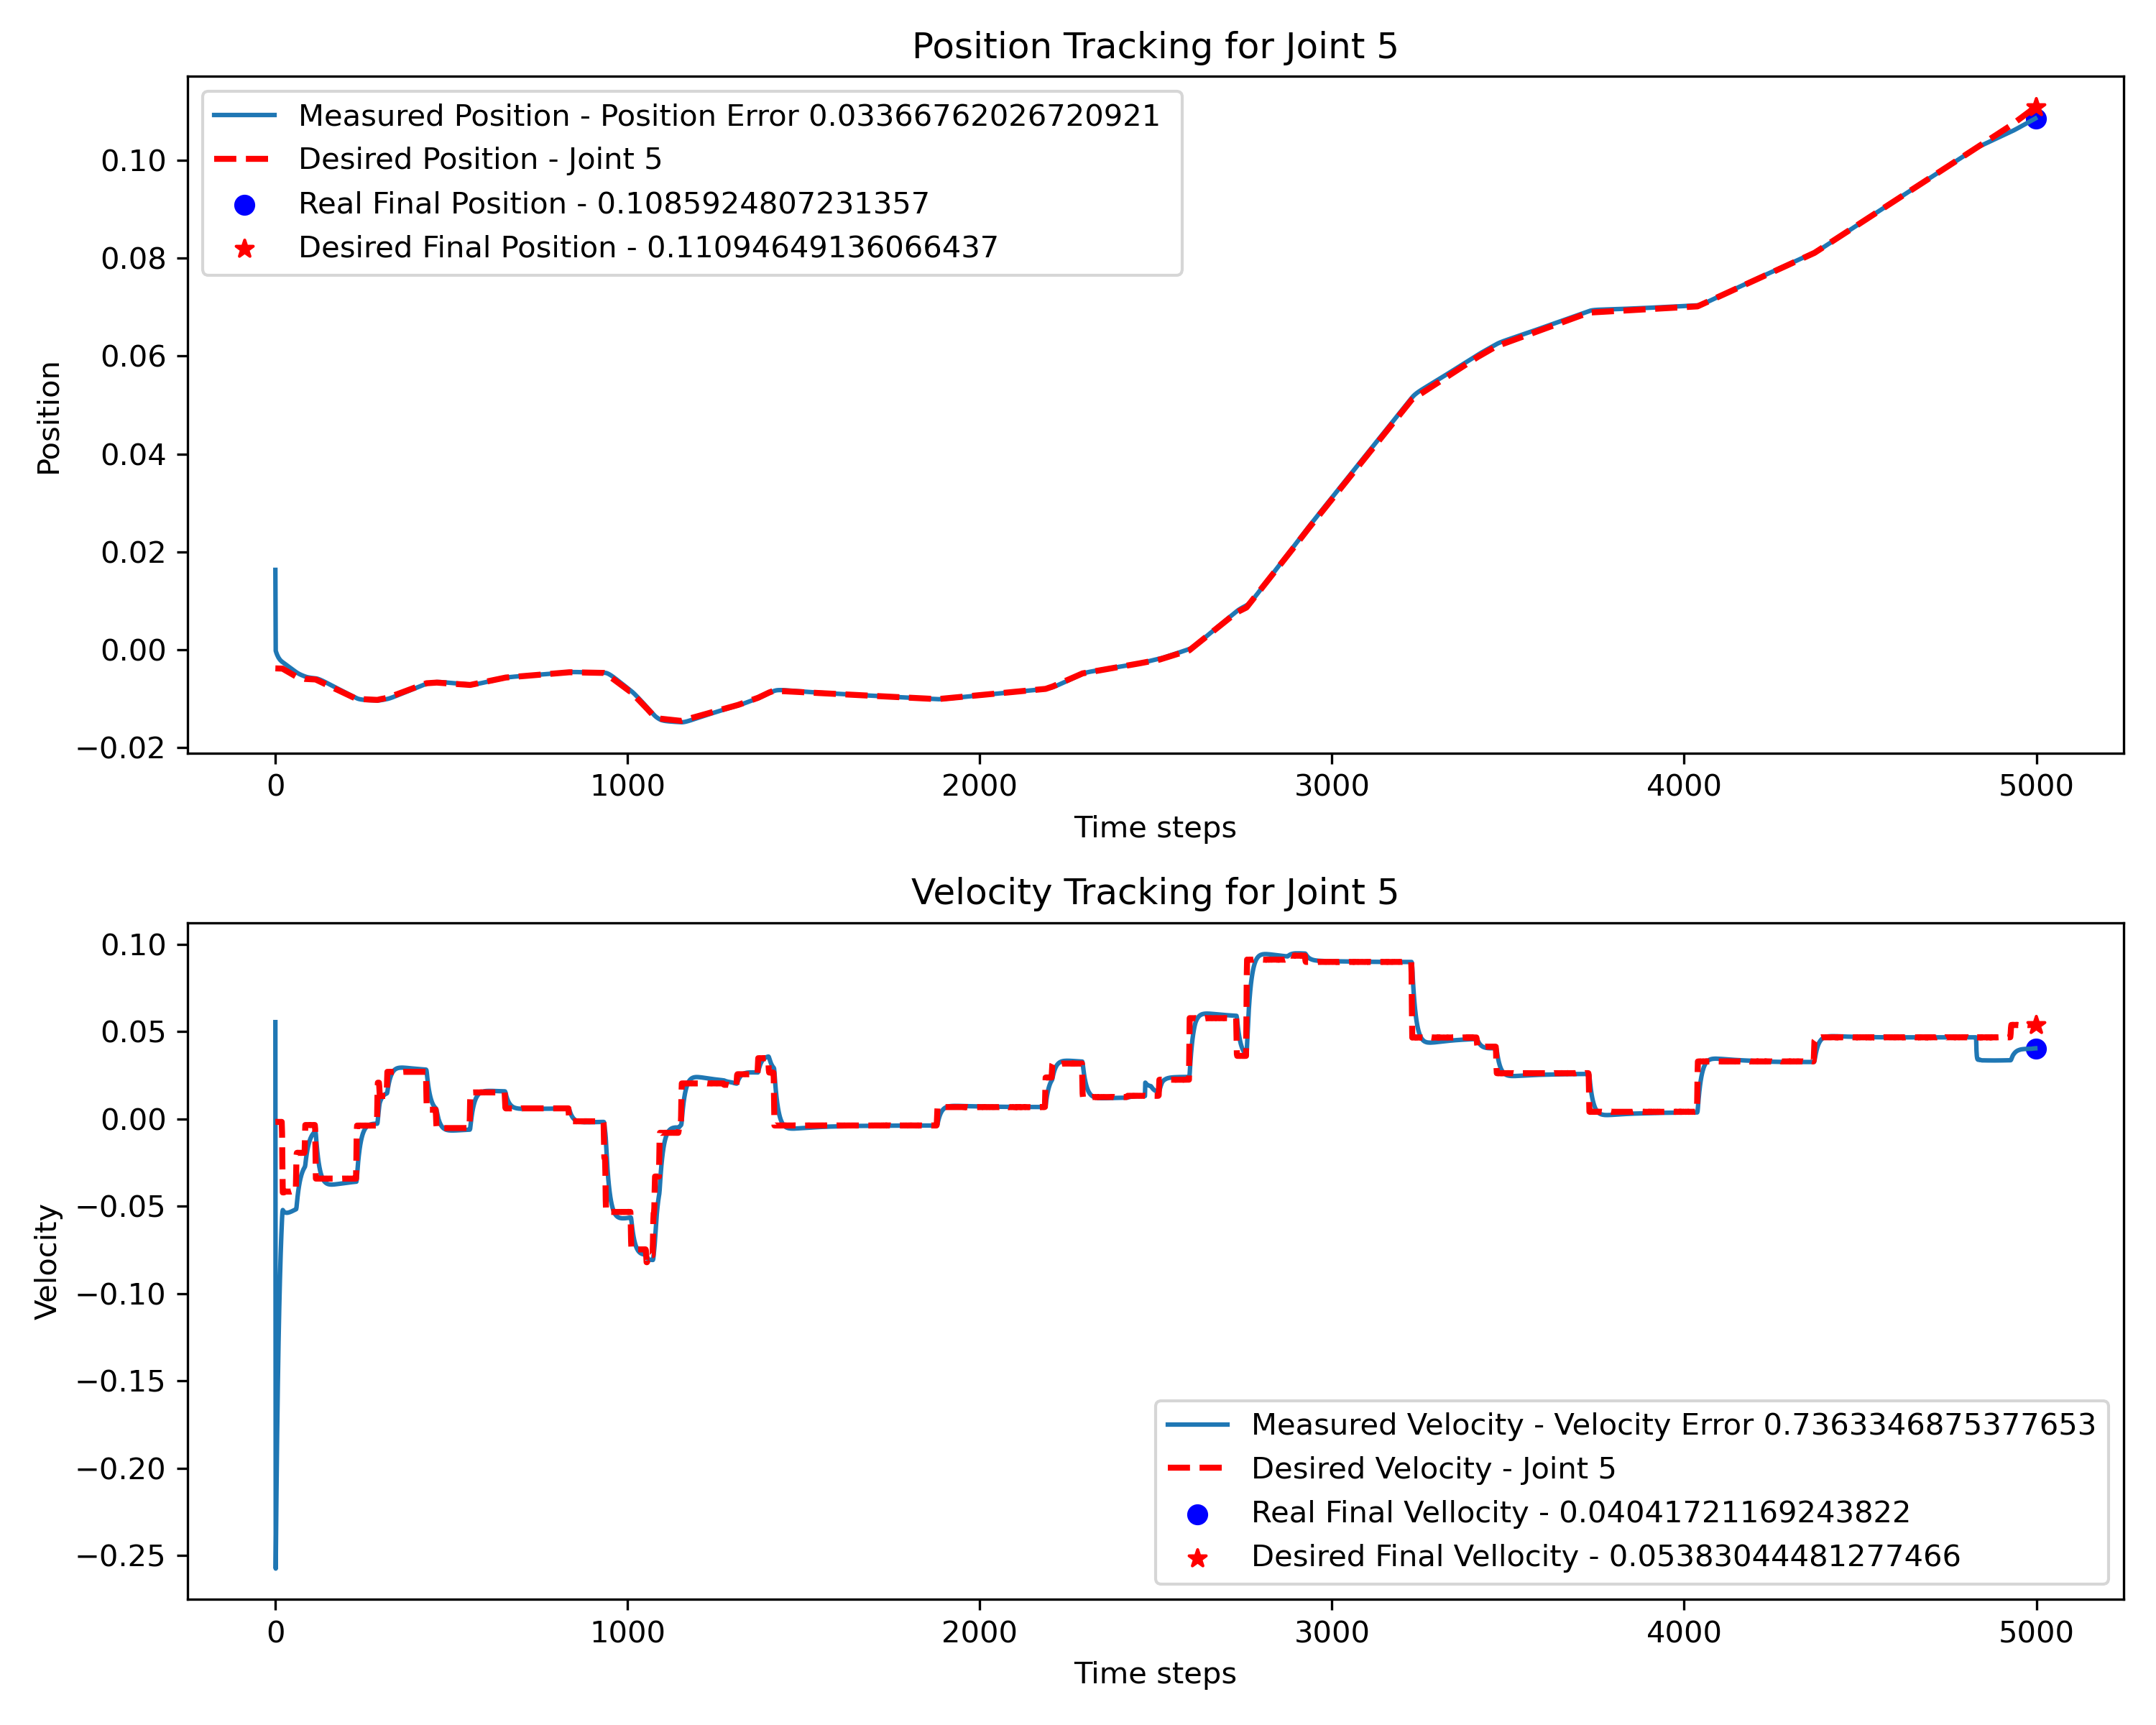 Position Tracking for Joint 5
Measured Position - Position Error 0.03366762026720921
Desired Position - Joint 5
Real Final Position - 0.1085924807231357
Desired Final Position - 0.11094649136066437
0.10
0.08
0.06
0.04
0.02
0.00
−0.02
Position
0 1000 2000 3000 4000 5000
Time steps
Velocity Tracking for Joint 5
0.10
0.05
0.00
−0.05
−0.10
−0.15
−0.20
−0.25
Velocity
Measured Velocity - Velocity Error 0.7363346875377653
Desired Velocity - Joint 5
Real Final Vellocity - 0.04041721169243822
Desired Final Vellocity - 0.05383044481277466
0 1000 2000 3000 4000 5000
Time steps